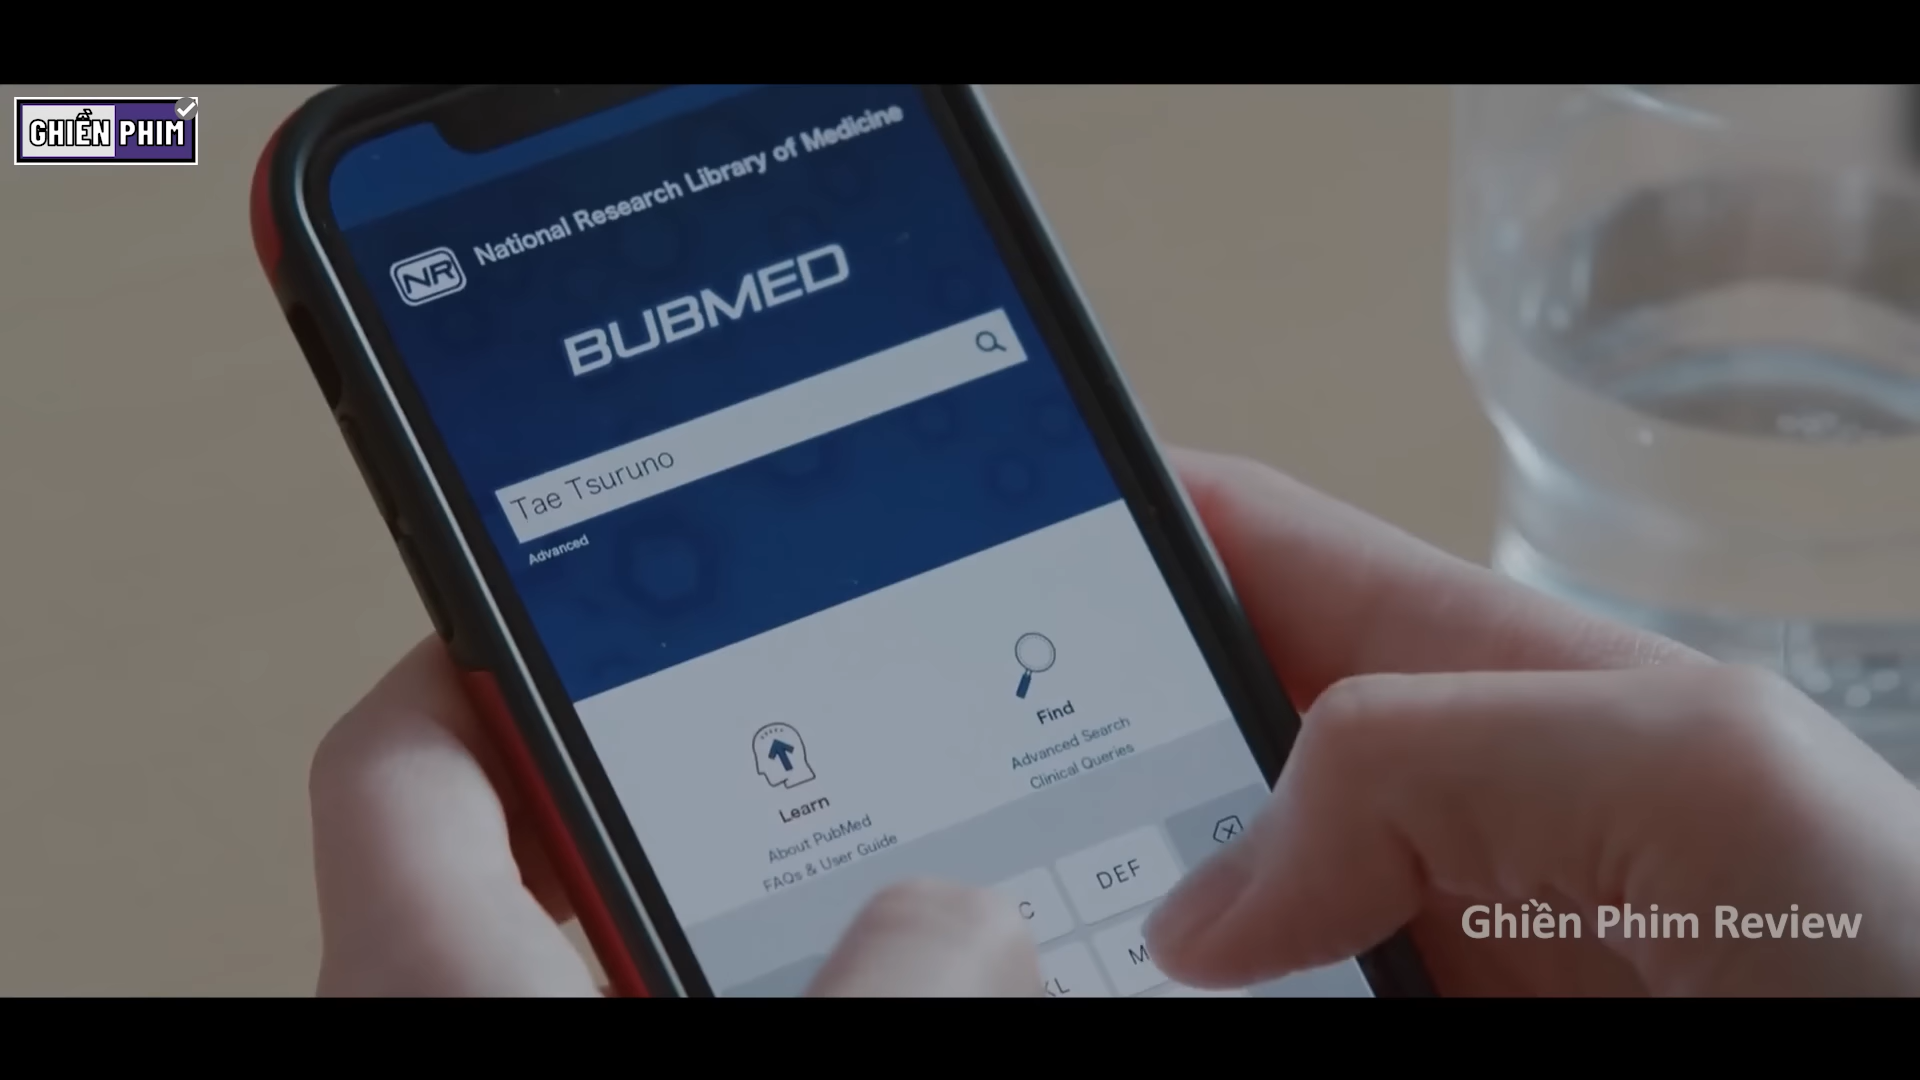 GHIỀN PHIM
National Research Library of Medicine
NR
BUBMED
Tae Tsuruno
Advanced
Find
Advanced Search
Clinical Queries
Learn
About PubMed
FAQs & User Guide
C
DEF
KL
M
Ghiền Phim Review